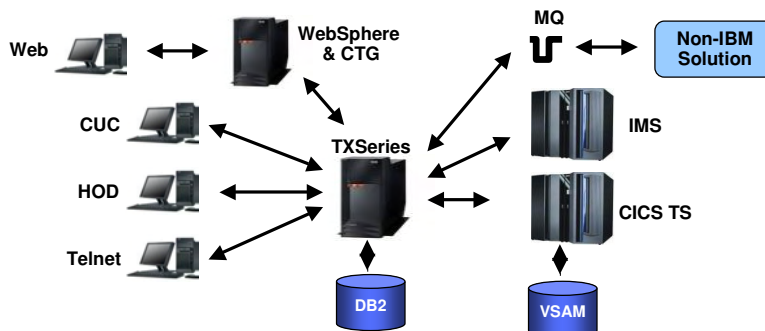 Web
WebSphere
& CTG
MQ
Non-IBM
Solution
CUC
TXSeries
IMS
HOD
CICS TS
Telnet
DB2
VSAM